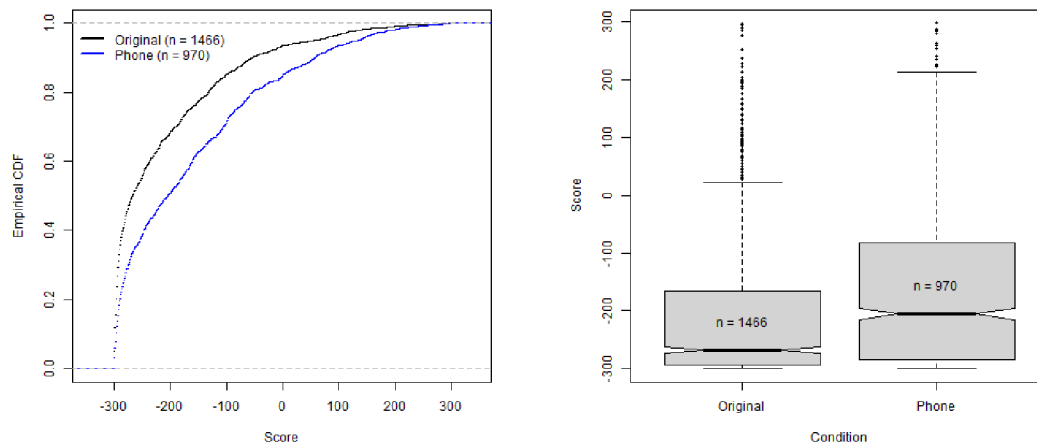 1.0
0.8
0.6
0.4
0.2
0.0
Empirical CDF
Original (n = 1466)
Phone (n = 970)
-300 -200 -100 0 100 200 300
Score
300
200
100
0
-100
-200
-300
Score
n = 1466
n = 970
Original Phone
Condition